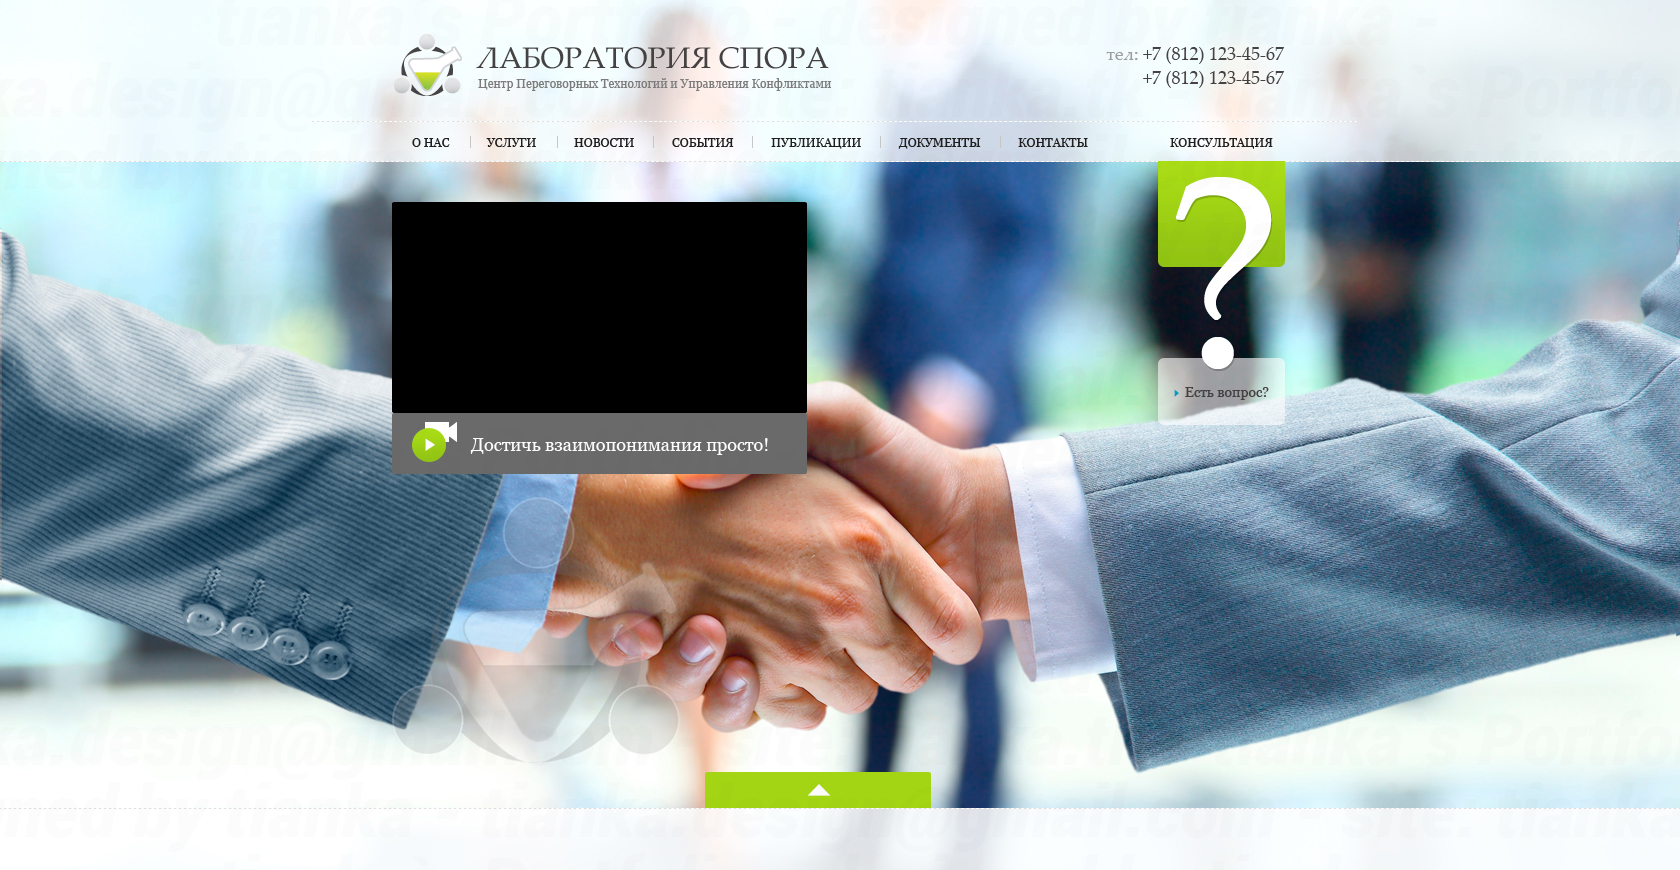 ЛАБОРАТОРИЯ СПОРА
Центр Переговорных Технологий и Управления Конфликтами
тел: +7 (812) 123-45-67
+7 (812) 123-45-67
О НАС
УСЛУГИ
НОВОСТИ
СОБЫТИЯ
ПУБЛИКАЦИИ
ДОКУМЕНТЫ
КОНТАКТЫ
КОНСУЛЬТАЦИЯ
?
Есть вопрос?
Достичь взаимопонимания просто!